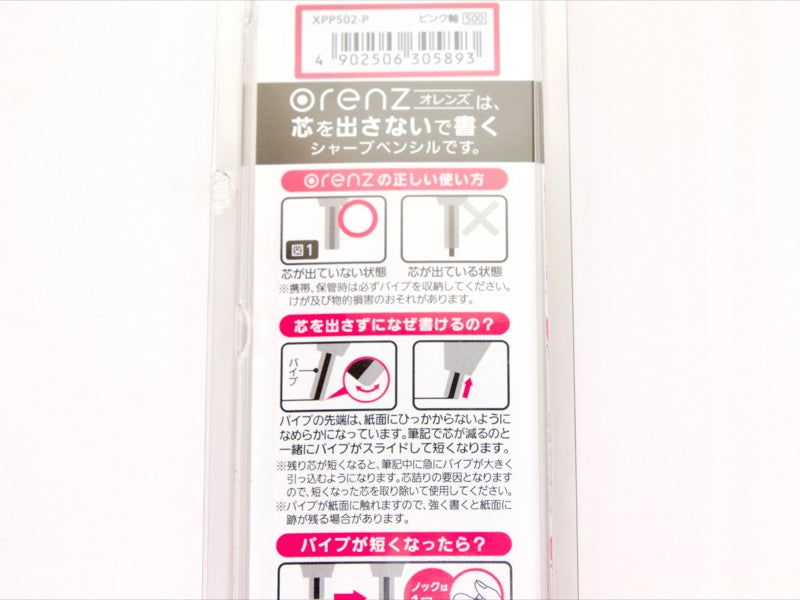 XPP502-P ピンク軸 500
4 902506 305893
orenz オレンズ は、
芯を出さないで書く
シャープペンシルです。
orenzの正しい使い方
図1
芯が出ていない状態 芯が出ている状態
※携帯、保管時は必ずパイプを収納してください。
けが及び物的損害のおそれがあります。
芯を出さずになぜ書けるの?
パイプ
パイプの先端は、紙面にひっかからないように
なめらかになっています。筆記で芯が減るのと
一緒にパイプがスライドして短くなります。
※残り芯が短くなると、筆記中に急にパイプが大きく
引っ込むようになります。芯詰りの要因となります
ので、短くなった芯を取り除いて使用してください。
※パイプが紙面に触れますので、強く書くと紙面に
跡が残る場合があります。
パイプが短くなったら?
ノックは